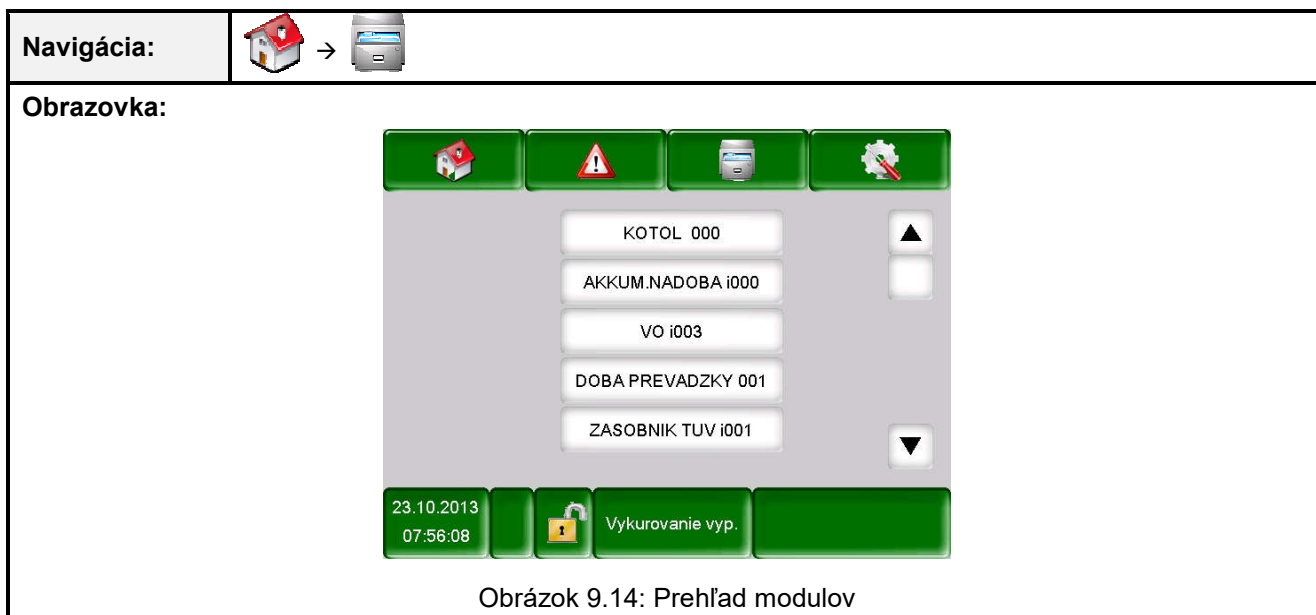 Navigácia:
→
Obrazovka:
KOTOL 000
AKKUM.NADOBA i000
VO i003
DOBA PREVADZKY 001
ZASOBNIK TUV i001
23.10.2013
07:56:08
Vykurovanie vyp.
Obrázok 9.14: Prehľad modulov